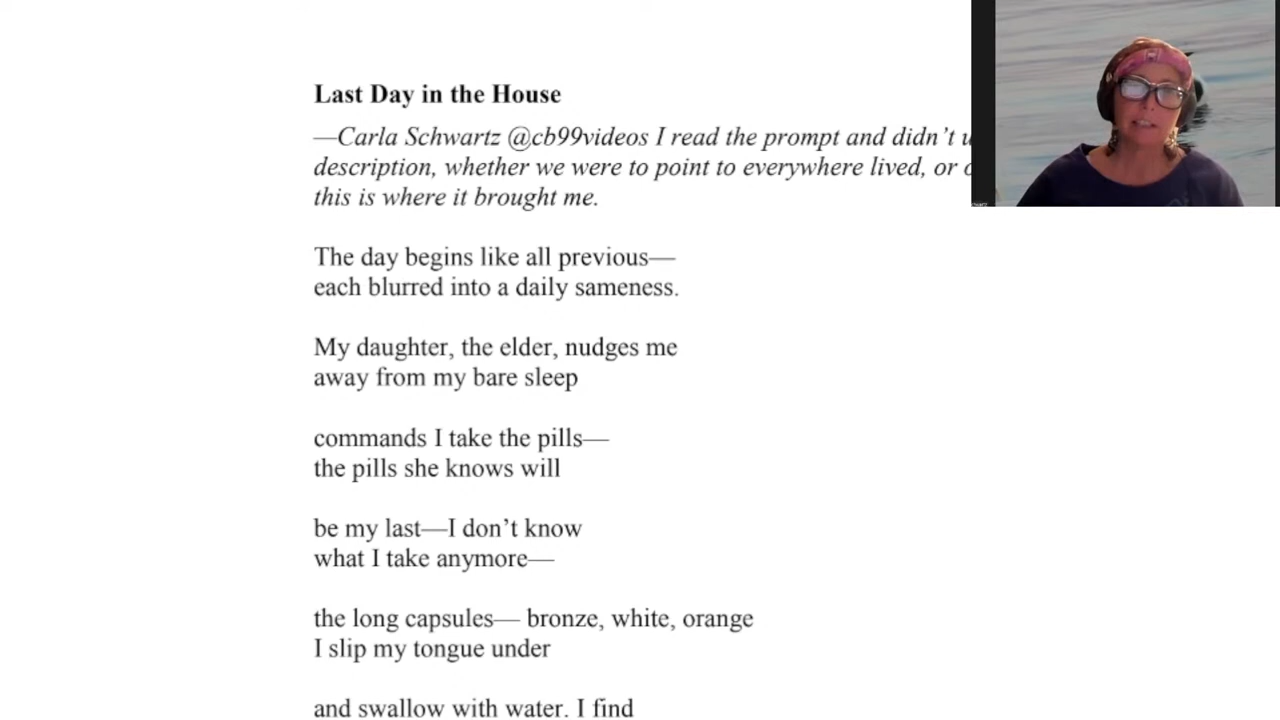 Last Day in the House
—Carla Schwartz @cb99videos I read the prompt and didn’t
description, whether we were to point to everywhere lived, or
this is where it brought me.
The day begins like all previous—
each blurred into a daily sameness.
My daughter, the elder, nudges me
away from my bare sleep
commands I take the pills—
the pills she knows will
be my last—I don’t know
what I take anymore—
the long capsules— bronze, white, orange
I slip my tongue under
and swallow with water. I find